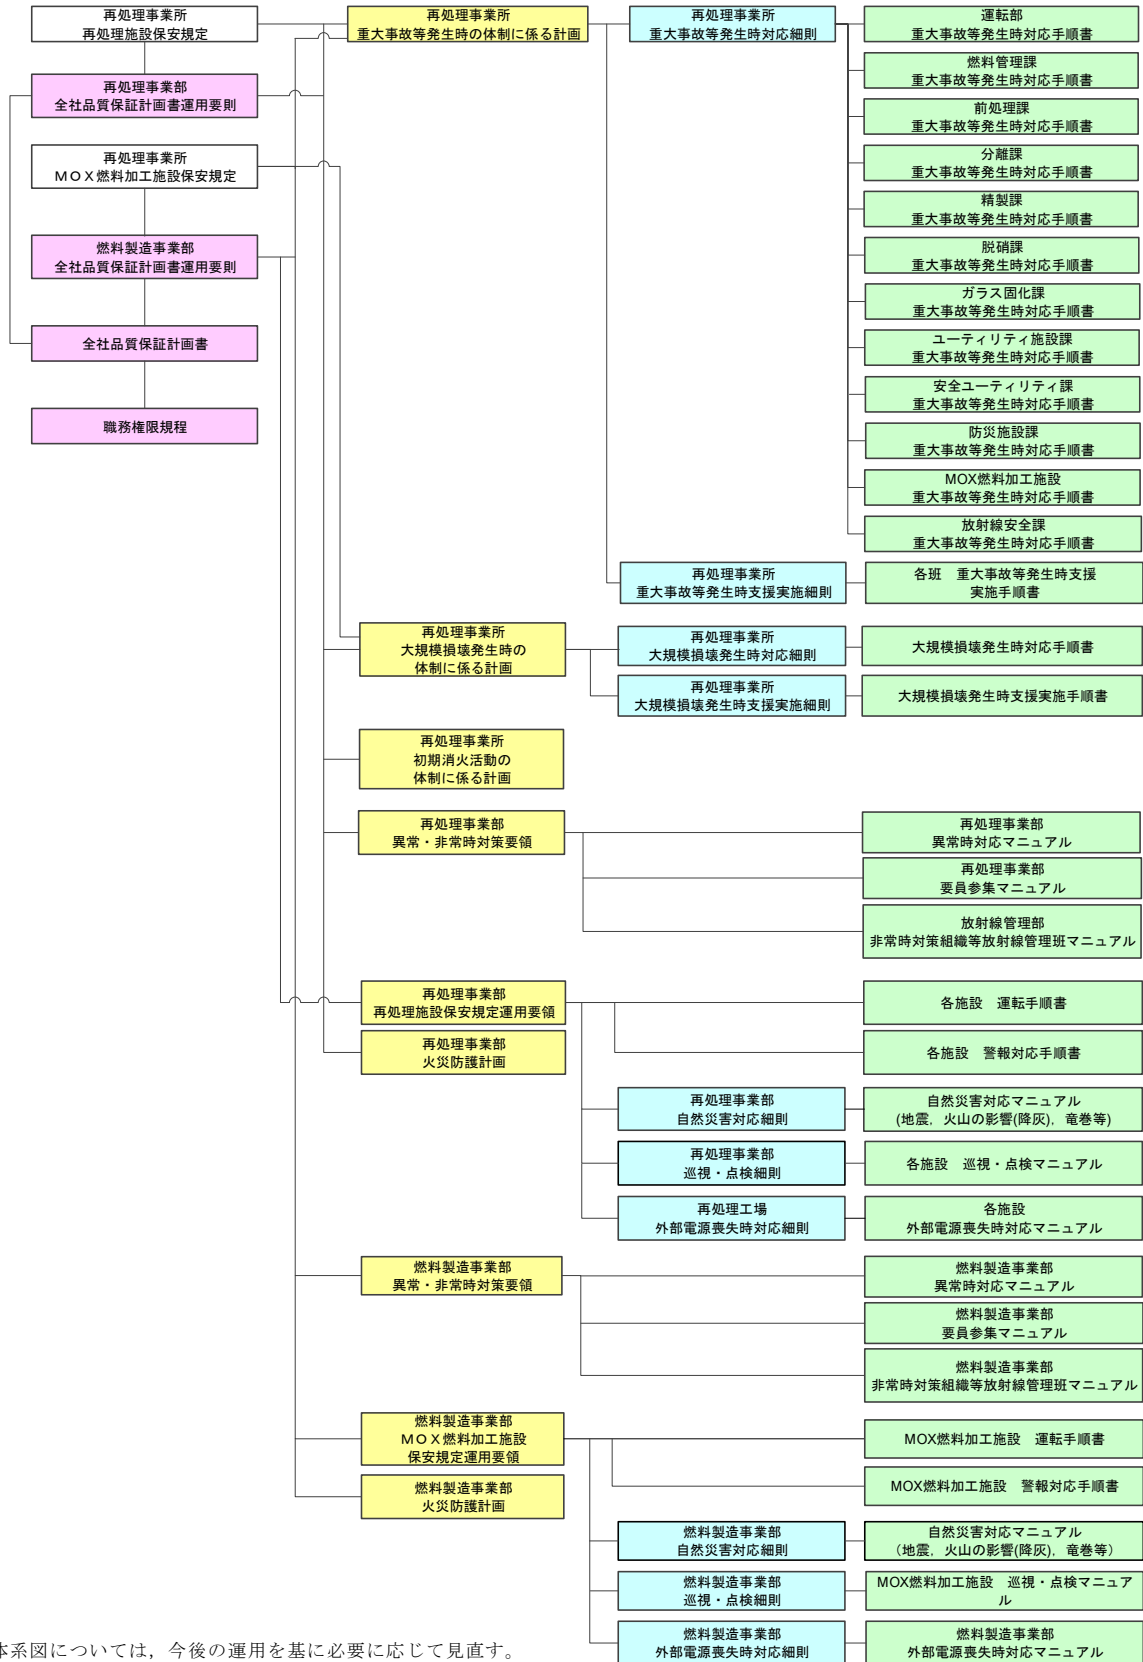 再処理事業所
再処理施設保安規定
再処理事業部
全社品質保証計画書運用要則
再処理事業所
ＭＯＸ燃料加工施設保安規定
燃料製造事業部
全社品質保証計画書運用要則
全社品質保証計画書
職務権限規程
再処理事業所
重大事故等発生時の体制に係る計画
再処理事業所
大規模損壊発生時の
体制に係る計画
再処理事業所
初期消火活動の
体制に係る計画
再処理事業部
異常・非常時対策要領
再処理事業部
再処理施設保安規定運用要領
再処理事業部
火災防護計画
燃料製造事業部
異常・非常時対策要領
燃料製造事業部
ＭＯＸ燃料加工施設
保安規定運用要領
燃料製造事業部
火災防護計画
再処理事業所
重大事故等発生時対応細則
再処理事業所
重大事故等発生時支援実施細則
再処理事業所
大規模損壊発生時対応細則
再処理事業所
大規模損壊発生時支援実施細則
再処理事業部
自然災害対応細則
再処理事業部
巡視・点検細則
再処理工場
外部電源喪失時対応細則
燃料製造事業部
自然災害対応細則
燃料製造事業部
巡視・点検細則
燃料製造事業部
外部電源喪失時対応細則
運転部
重大事故等発生時対応手順書
燃料管理課
重大事故等発生時対応手順書
前処理課
重大事故等発生時対応手順書
分離課
重大事故等発生時対応手順書
精製課
重大事故等発生時対応手順書
脱硝課
重大事故等発生時対応手順書
ガラス固化課
重大事故等発生時対応手順書
ユーティリティ施設課
重大事故等発生時対応手順書
安全ユーティリティ課
重大事故等発生時対応手順書
防災施設課
重大事故等発生時対応手順書
MOX燃料加工施設
重大事故等発生時対応手順書
放射線安全課
重大事故等発生時対応手順書
各班　重大事故等発生時支援
実施手順書
大規模損壊発生時対応手順書
大規模損壊発生時支援実施手順書
再処理事業部
異常時対応マニュアル
再処理事業部
要員参集マニュアル
放射線管理部
非常時対策組織等放射線管理班マニュアル
各施設　運転手順書
各施設　警報対応手順書
自然災害対応マニュアル
(地震，火山の影響(降灰)，竜巻等)
各施設　巡視・点検マニュアル
各施設
外部電源喪失時対応マニュアル
燃料製造事業部
異常時対応マニュアル
燃料製造事業部
要員参集マニュアル
燃料製造事業部
非常時対策組織等放射線管理班マニュアル
MOX燃料加工施設　運転手順書
MOX燃料加工施設　警報対応手順書
自然災害対応マニュアル
（地震，火山の影響(降灰)，竜巻等）
MOX燃料加工施設　巡視・点検マニュア
ル
燃料製造事業部
外部電源喪失時対応マニュアル
体系図については，今後の運用を基に必要に応じて見直す。